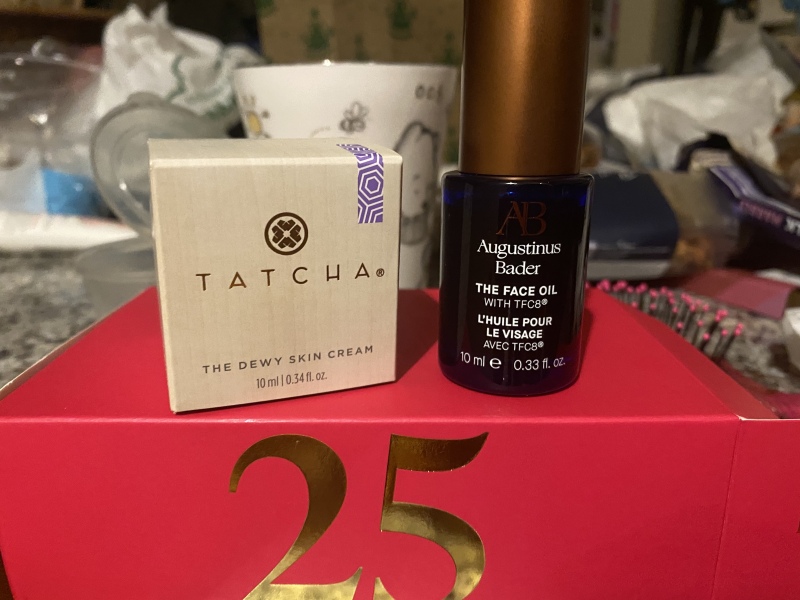 TATCHA®
THE DEWY SKIN CREAM
10 ml | 0.34 fl. oz.
AB
Augustinus
Bader
THE FACE OIL
WITH TFC8®
L'HUILE POUR
LE VISAGE
AVEC TFC8®
10 ml e 0.33 fl. oz.
25